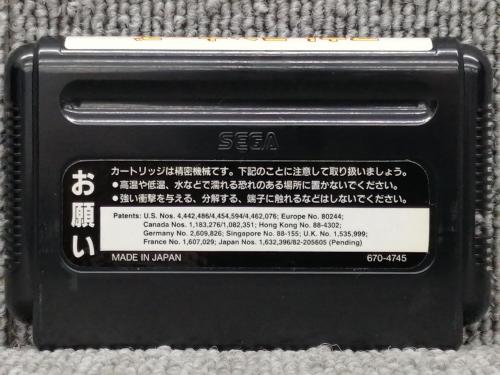 SEGA
お願い
カートリッジは精密機械です。下記のことに注意して取り扱いましょう。
●高温や低温、水などで濡れる恐れのある場所に置かないでください。
●強い衝撃を与える、分解する、端子に触れるなどはしないでください。
Patents: U.S. Nos. 4,442,486/4,454,594/4,462,076; Europe No. 80244;
Canada Nos. 1,183,276/1,082,351; Hong Kong No. 88-4302;
Germany No. 2,609,826; Singapore No. 88-155; U.K. No. 1,535,999;
France No. 1,607,029; Japan Nos. 1,632,396/82-205605 (Pending)
MADE IN JAPAN
670-4745